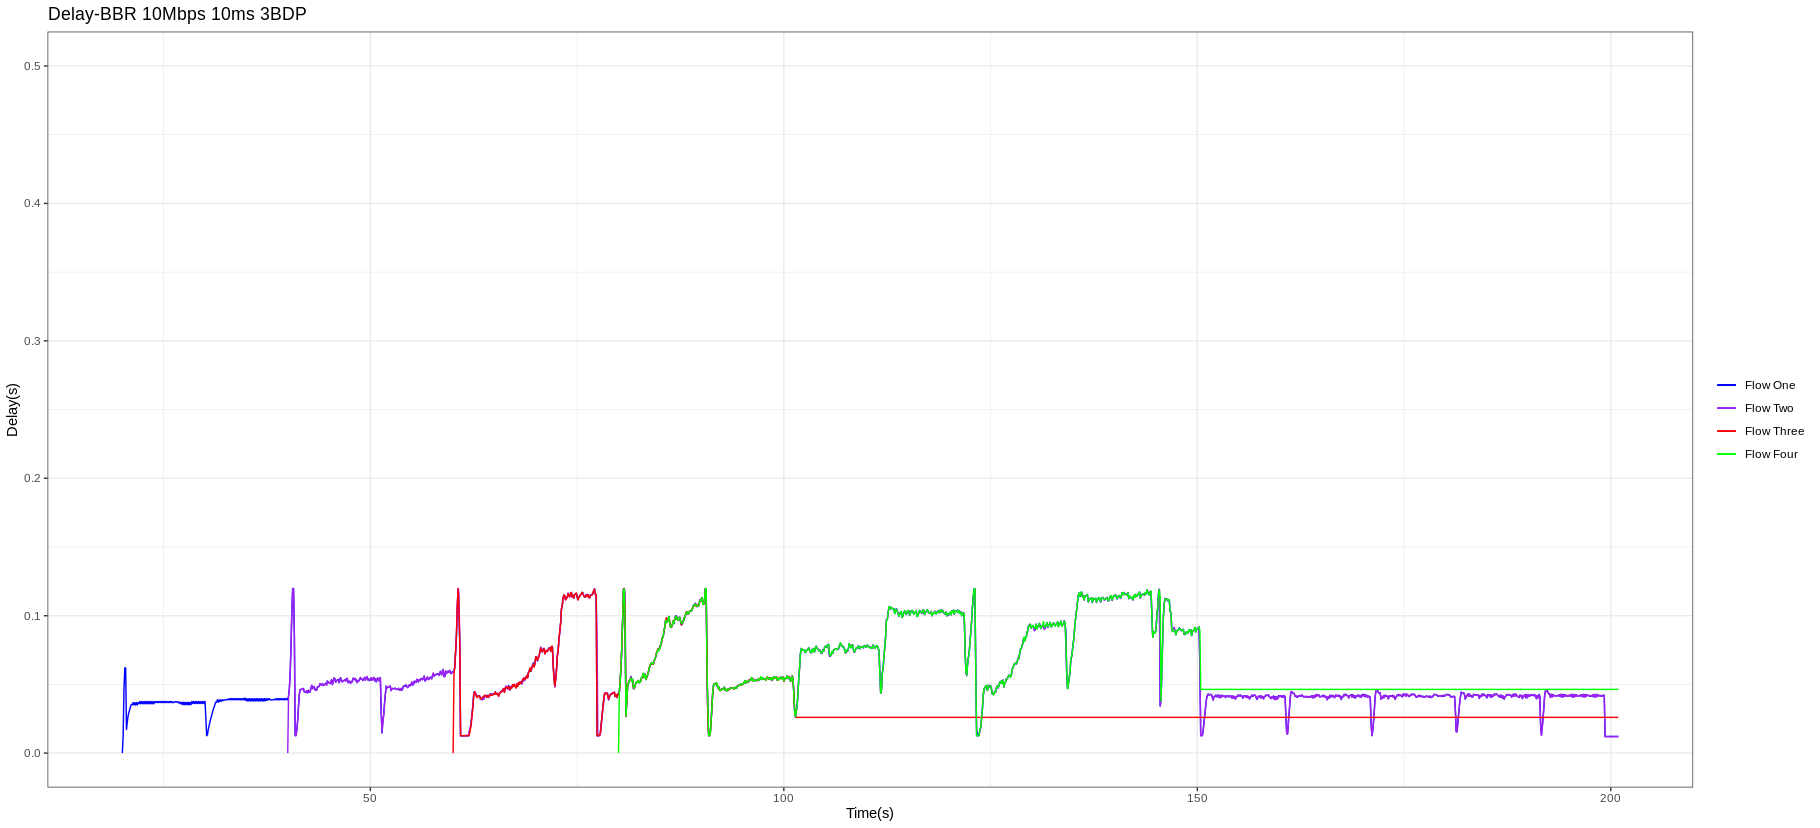 Delay-BBR 10Mbps 10ms 3BDP
0.5
0.4
0.3
0.2
0.1
0.0
Delay(s)
50
100
150
200
Time(s)
Flow One
Flow Two
Flow Three
Flow Four